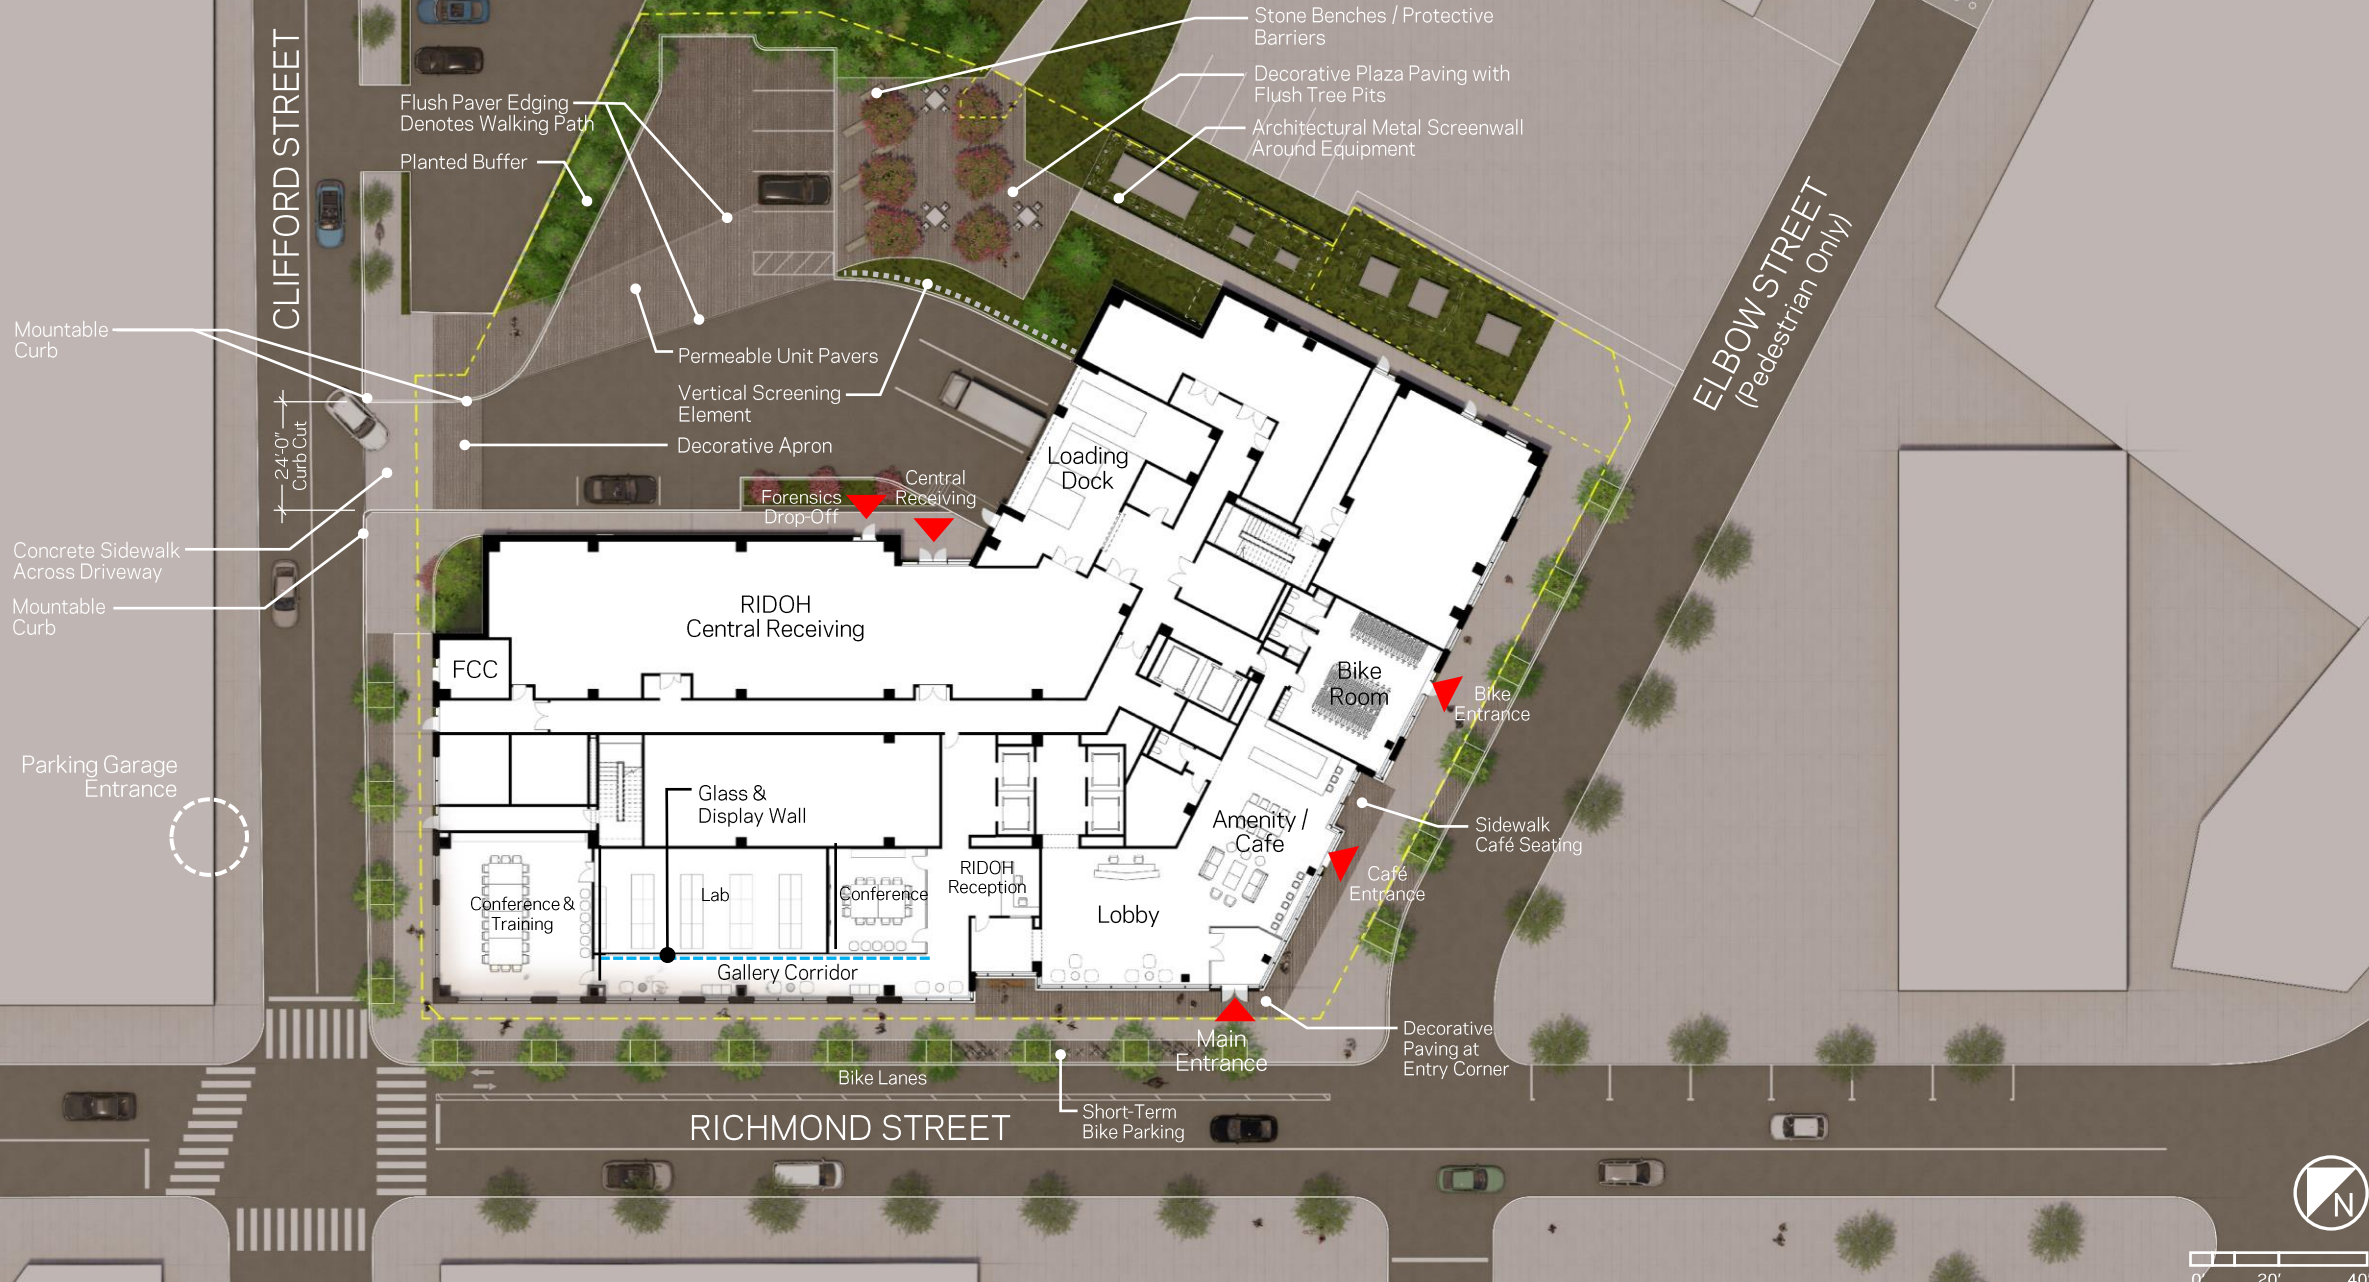 Stone Benches / Protective
Barriers
Decorative Plaza Paving with
Flush Tree Pits
Architectural Metal Screenwall
Around Equipment
Flush Paver Edging
Denotes Walking Path
Planted Buffer
CLIFFORD STREET
ELBOW STREET
(Pedestrian Only)
Mountable
Curb
Permeable Unit Pavers
Vertical Screening
Element
Decorative Apron
24'-0"
Curb Cut
Loading
Dock
Forensics
Drop-Off
Central
Receiving
Concrete Sidewalk
Across Driveway
Mountable
Curb
RIDOH
Central Receiving
FCC
Bike
Room
Bike
Entrance
Parking Garage
Entrance
Glass &
Display Wall
Amenity /
Cafe
Sidewalk
Café Seating
Café
Entrance
RIDOH
Reception
Conference &
Training
Lab
Conference
Lobby
Gallery Corridor
Main
Entrance
Decorative
Paving at
Entry Corner
Bike Lanes
RICHMOND STREET
Short-Term
Bike Parking
N
0'
20'